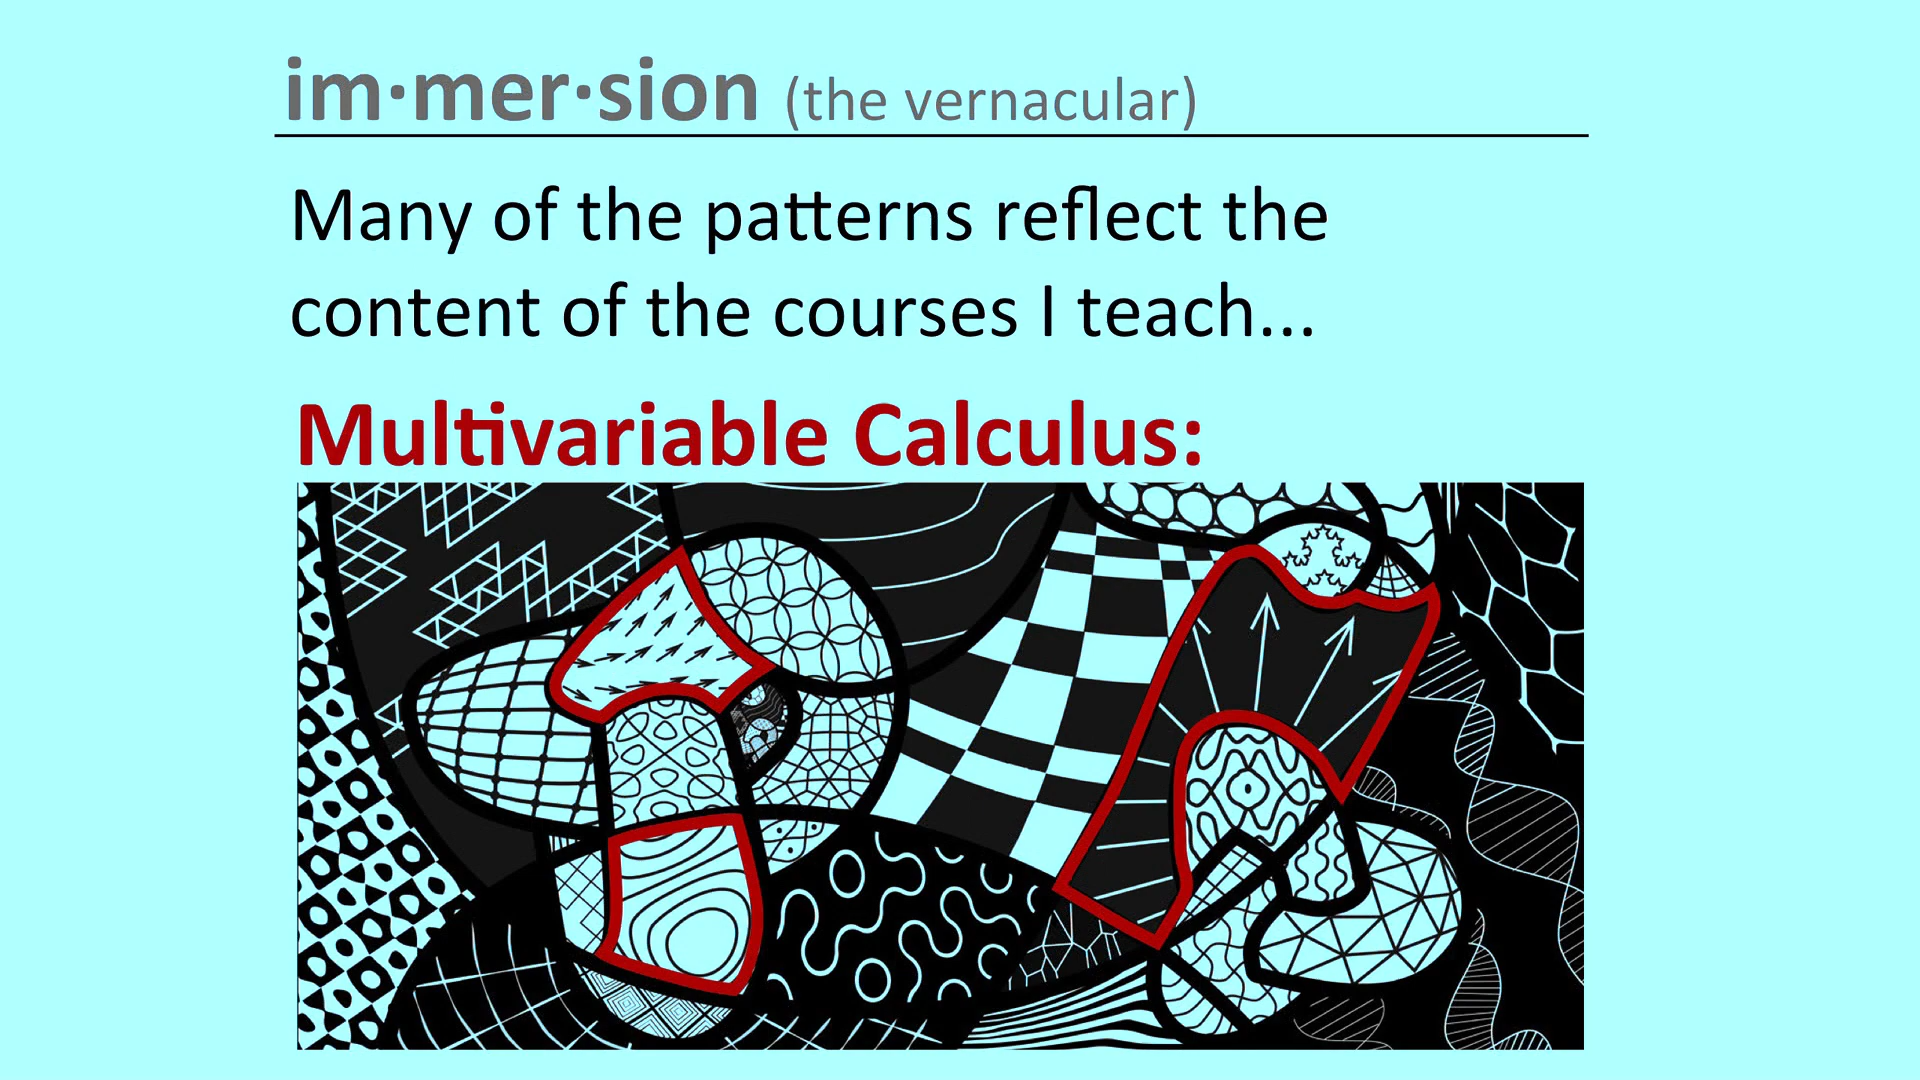 im·mer·sion (the vernacular)
Many of the patterns reflect the
content of the courses I teach...
Multivariable Calculus: